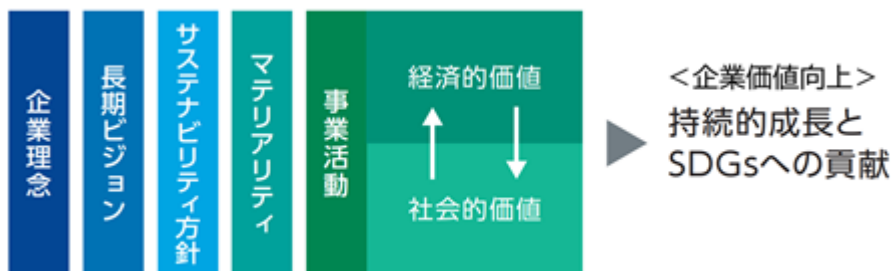 企業理念
長期ビジョン
サステナビリティ方針
マテリアリティ
事業活動
経済的価値
社会的価値
＜企業価値向上＞
持続的成長と
SDGsへの貢献